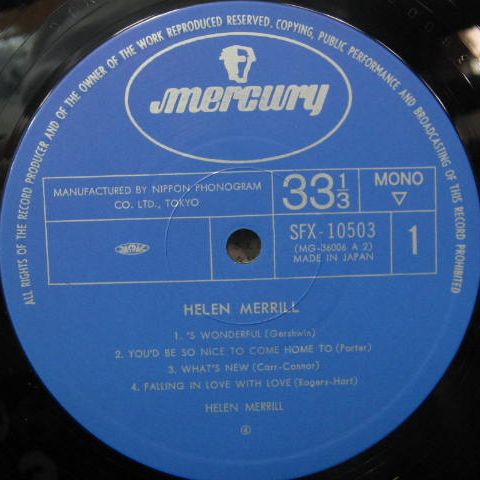 ALL RIGHTS OF THE RECORD PRODUCER AND OF THE OWNER OF THE WORK REPRODUCED RESERVED. COPYING, PUBLIC PERFORMANCE AND BROADCASTING OF THIS RECORD PROHIBITED
mercury
MANUFACTURED BY NIPPON PHONOGRAM
CO. LTD., TOKYO
33 1/3
MONO
▽
SFX-10503
(MG-36006 A 2)
MADE IN JAPAN
1
HELEN MERRILL
1. 'S WONDERFUL (Gershwin)
2. YOU'D BE SO NICE TO COME HOME TO (Porter)
3. WHAT'S NEW (Carr-Connor)
4. FALLING IN LOVE WITH LOVE (Rogers-Hart)
HELEN MERRILL
④